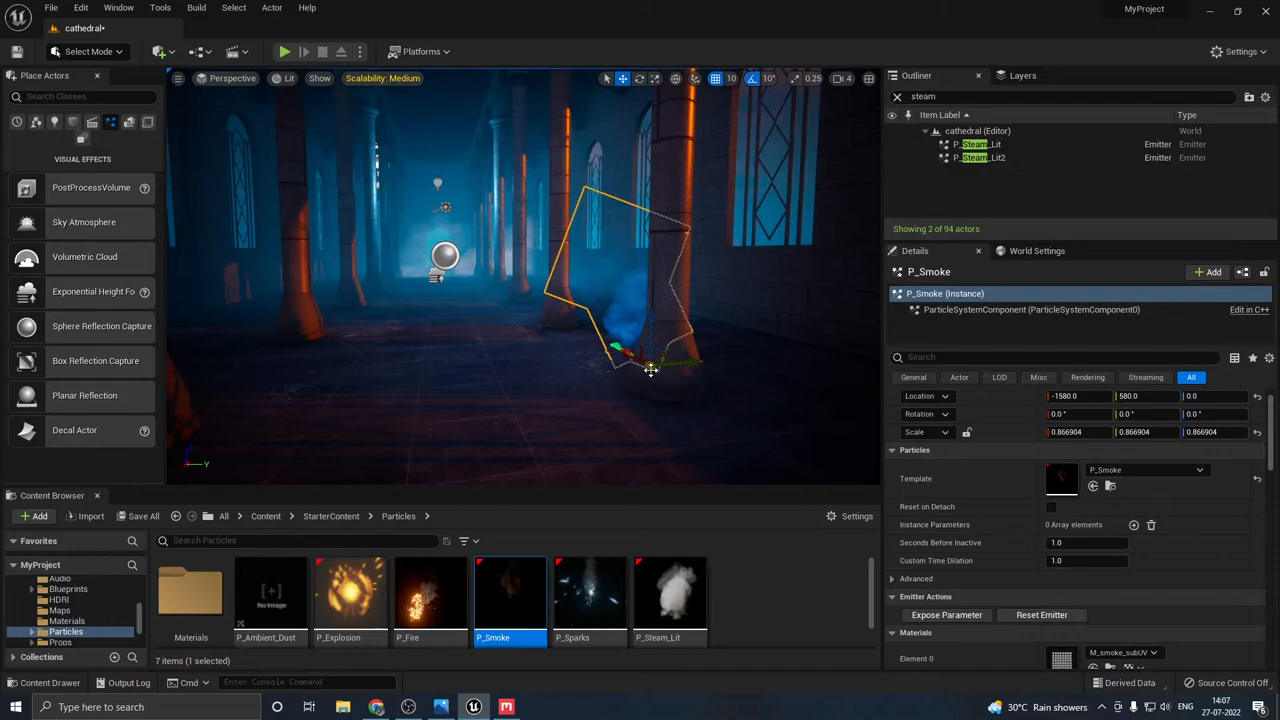 File Edit Window Tools Build Select Actor Help
MyProject
cathedral*
Select Mode
Platforms
Settings
Place Actors
Search Classes
VISUAL EFFECTS
PostProcessVolume
Sky Atmosphere
Volumetric Cloud
Exponential Height Fo
Sphere Reflection Capture
Box Reflection Capture
Planar Reflection
Decal Actor
Perspective Lit Show Scalability: Medium
10 10° 0.25 4
Y
Outliner Layers
steam
Item Label Type
cathedral (Editor) World
P_Steam_Lit Emitter Emitter
P_Steam_Lit2 Emitter Emitter
Showing 2 of 94 actors
Details World Settings
P_Smoke Add
P_Smoke (Instance)
ParticleSystemComponent (ParticleSystemComponent0) Edit in C++
Search
General Actor LOD Misc Rendering Streaming All
Location -1580.0 580.0 0.0
Rotation 0.0 ° 0.0 ° 0.0 °
Scale 0.866904 0.866904 0.866904
Particles
Template P_Smoke
Reset on Detach
Instance Parameters 0 Array elements
Seconds Before Inactive 1.0
Custom Time Dilation 1.0
Advanced
Emitter Actions
Expose Parameter Reset Emitter
Materials
Element 0 M_smoke_subUV
Content Browser
Add Import Save All All Content StarterContent Particles Settings
Favorites
Search Particles
MyProject
Audio
Blueprints
HDRI
Maps
Materials
Particles
Props
Collections
No Image
Materials P_Ambient_Dust P_Explosion P_Fire P_Smoke P_Sparks P_Steam_Lit
7 items (1 selected)
Content Drawer Output Log Cmd Enter Console Command Derived Data Source Control Off
Type here to search
30°C Rain showers
ENG
14:07
27-07-2022